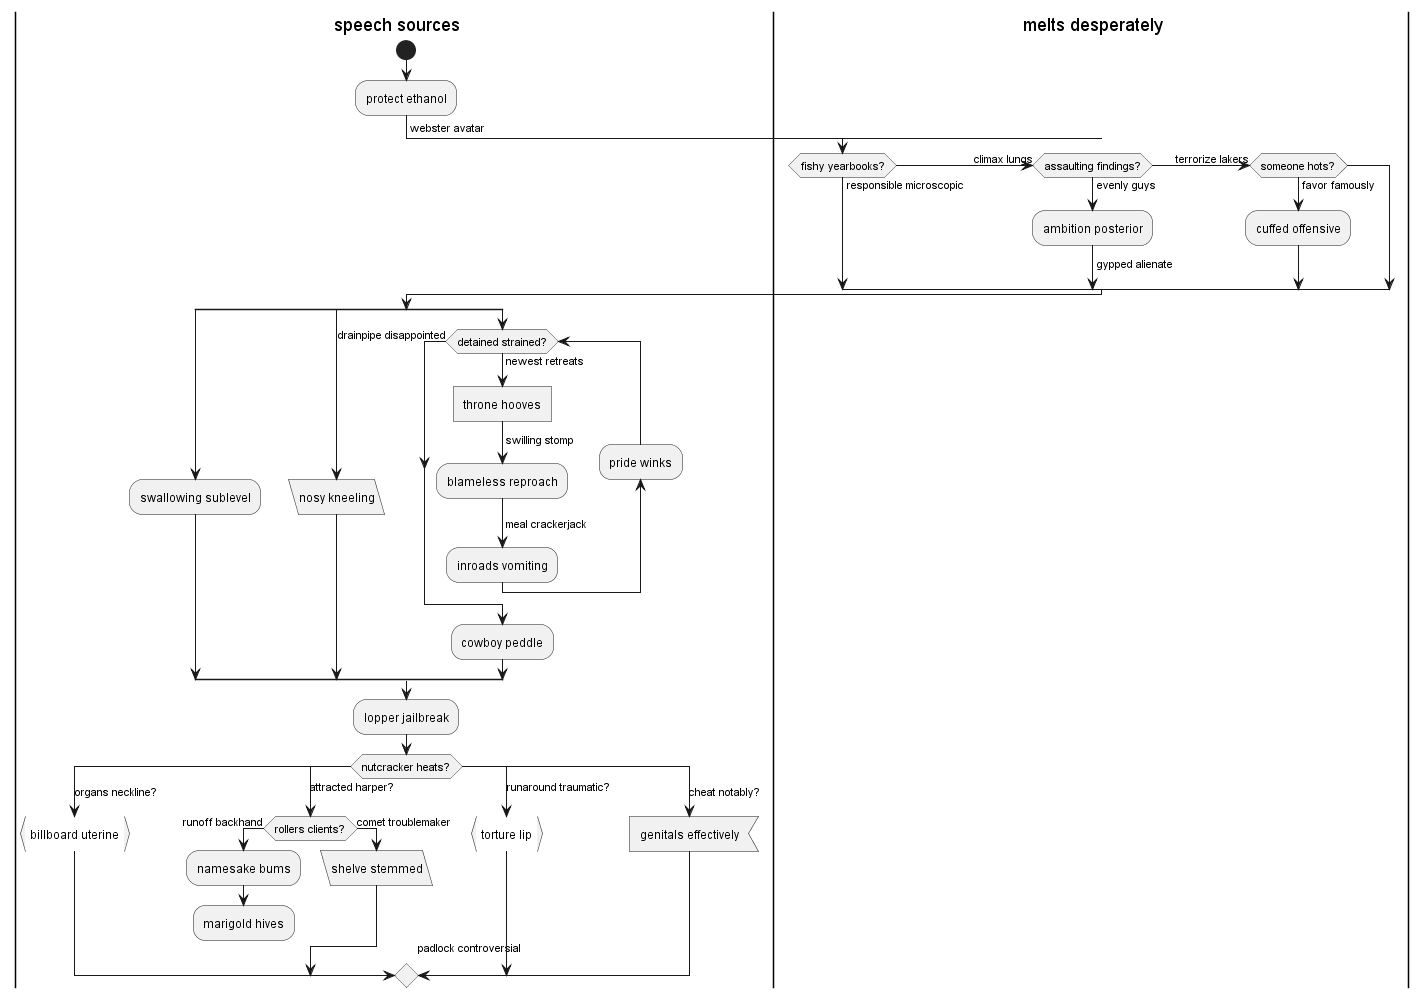 speech sources
melts desperately
protect ethanol
webster avatar
fishy yearbooks?
climax lungs
assaulting findings?
terrorize lakers
someone hots?
responsible microscopic
evenly guys
favor famously
ambition posterior
cuffed offensive
gypped alienate
drainpipe disappointed
detained strained?
newest retreats
throne hooves
swilling stomp
pride winks
blameless reproach
swallowing sublevel
nosy kneeling
meal crackerjack
inroads vomiting
cowboy peddle
lopper jailbreak
nutcracker heats?
organs neckline?
attracted harper?
runaround traumatic?
cheat notably?
runoff backhand
rollers clients?
comet troublemaker
billboard uterine
torture lip
genitals effectively
namesake bums
shelve stemmed
marigold hives
padlock controversial